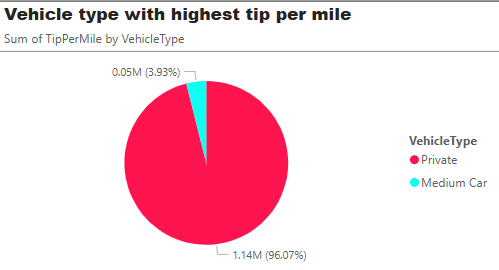 Vehicle type with highest tip per mile
Sum of TipPerMile by VehicleType
0.05M (3.93%)
VehicleType
Private
Medium Car
1.14M (96.07%)